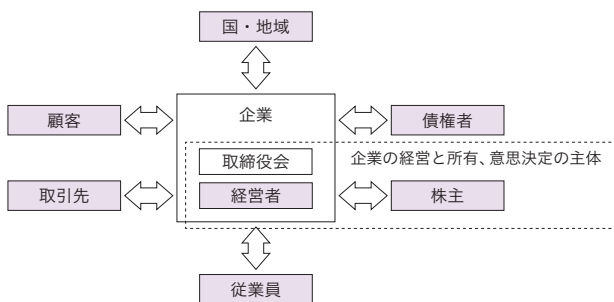 国・地域
企業
顧客
債権者
企業の経営と所有、意思決定の主体
取締役会
取引先
経営者
株主
従業員